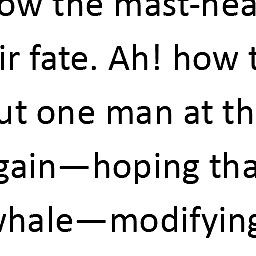 ow the mast-hea
ir fate. Ah! how t
ut one man at th
gain—hoping tha
whale—modifying